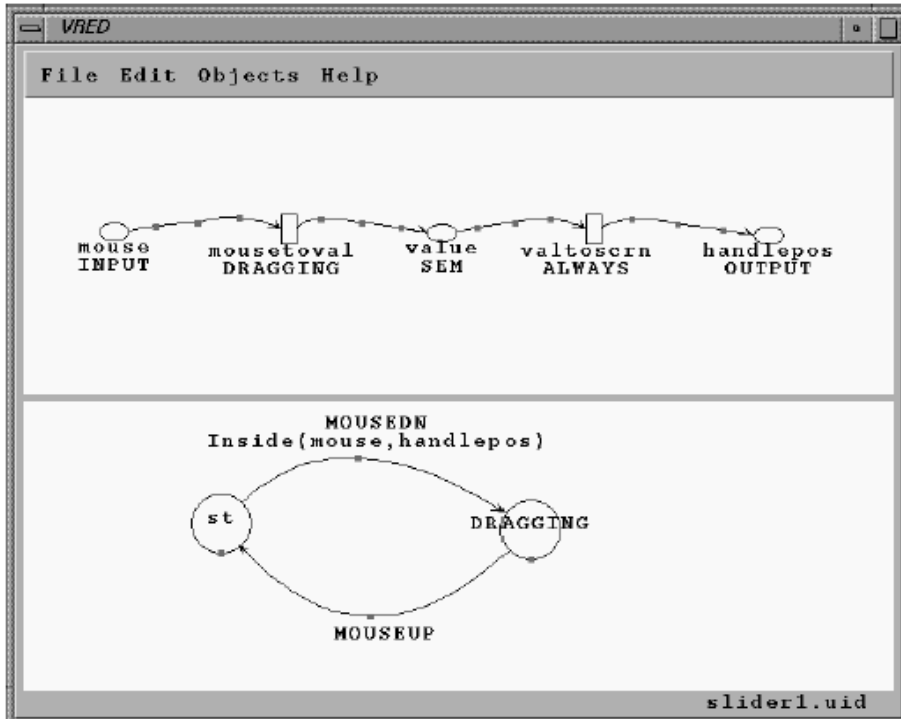 VRED
File Edit Objects Help
mouse
INPUT
mousetoval
DRAGGING
value
SEM
valtoscrn
ALWAYS
handlepos
OUTPUT
MOUSEDN
Inside(mouse,handlepos)
st
DRAGGING
MOUSEUP
slider1.uid